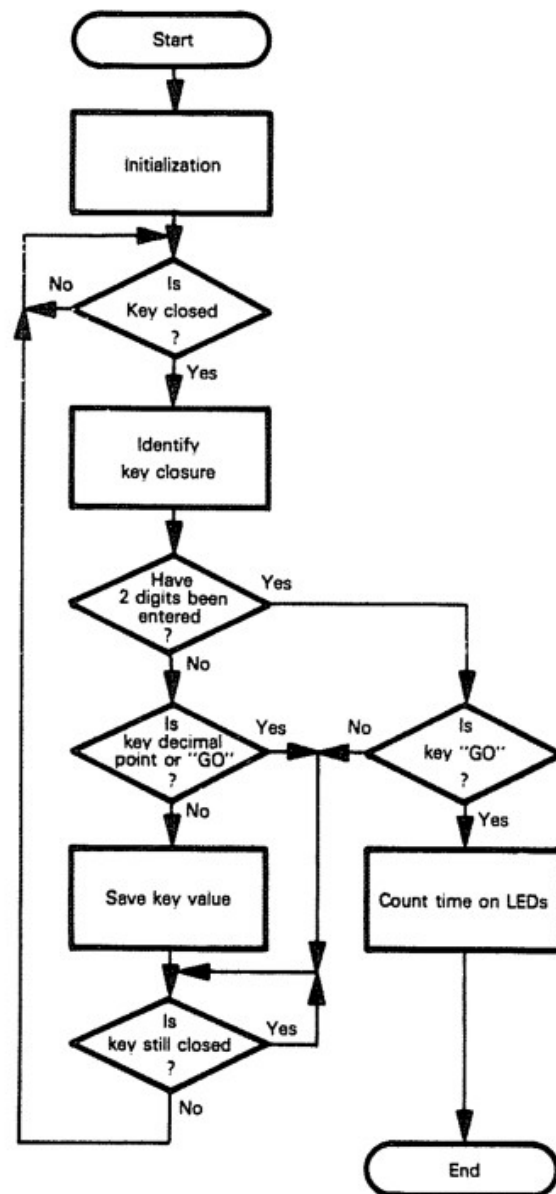 Start
Initialization
Is
Key closed
?
No
Yes
Identify
key closure
Have
2 digits been
entered
?
Yes
No
Is
key decimal
point or "GO"
?
Yes
No
No
Is
key "GO"
?
Yes
Save key value
Count time on LEDs
Is
key still closed
?
Yes
No
End